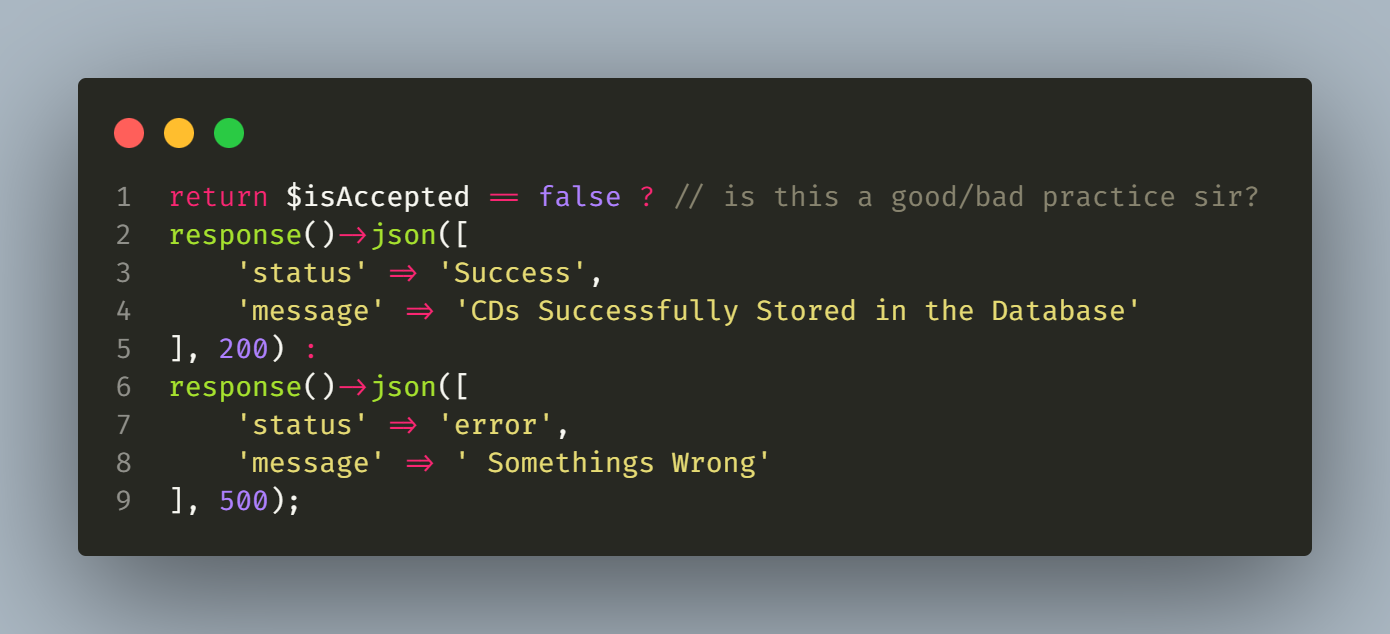 1 return $isAccepted == false ? // is this a good/bad practice sir?
2 response()->json([
3     'status' => 'Success',
4     'message' => 'CDs Successfully Stored in the Database'
5 ], 200) :
6 response()->json([
7     'status' => 'error',
8     'message' => ' Somethings Wrong'
9 ], 500);